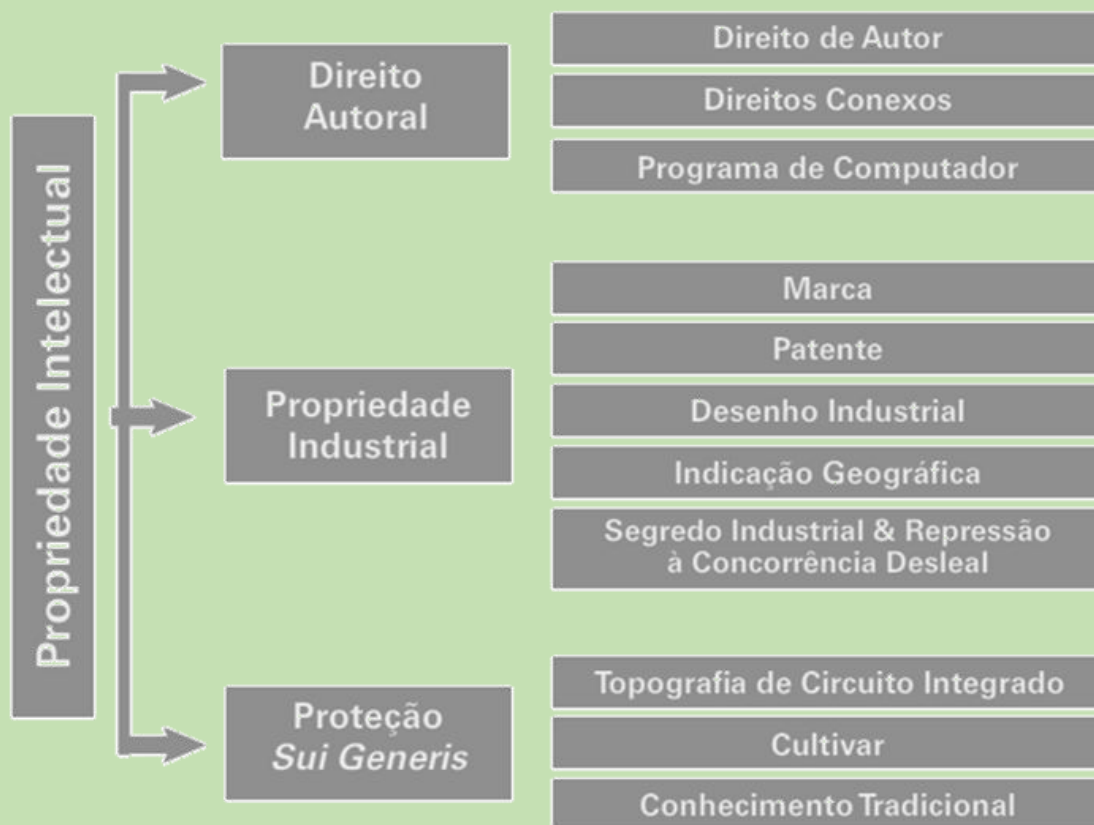 Propriedade Intelectual
Direito
Autoral
Direito de Autor
Direitos Conexos
Programa de Computador
Propriedade
Industrial
Marca
Patente
Desenho Industrial
Indicação Geográfica
Segredo Industrial & Repressão
à Concorrência Desleal
Proteção
Sui Generis
Topografia de Circuito Integrado
Cultivar
Conhecimento Tradicional